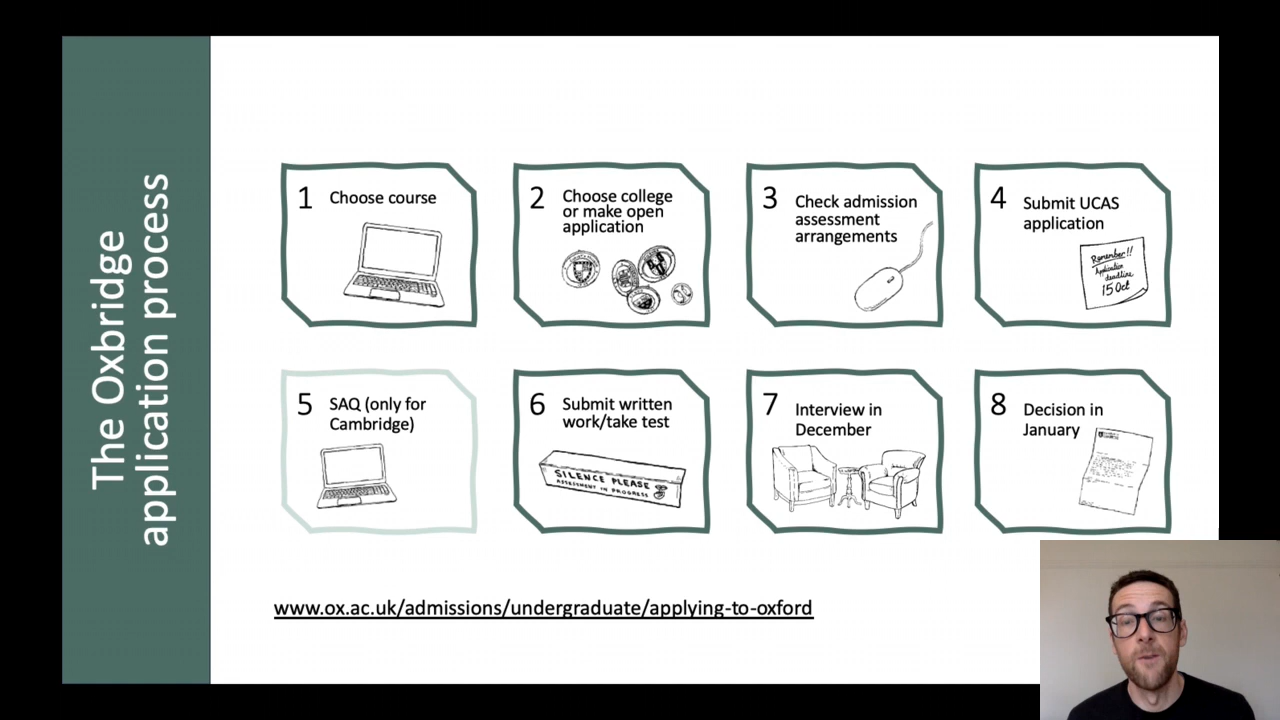 The Oxbridge
application process
1
Choose course
2
Choose college
or make open
application
3
Check admission
assessment
arrangements
4
Submit UCAS
application
Remember!!
Application
deadline
15 Oct
5
SAQ (only for
Cambridge)
6
Submit written
work/take test
SILENCE PLEASE
ASSESSMENT IN PROGRESS
7
Interview in
December
8
Decision in
January
www.ox.ac.uk/admissions/undergraduate/applying-to-oxford